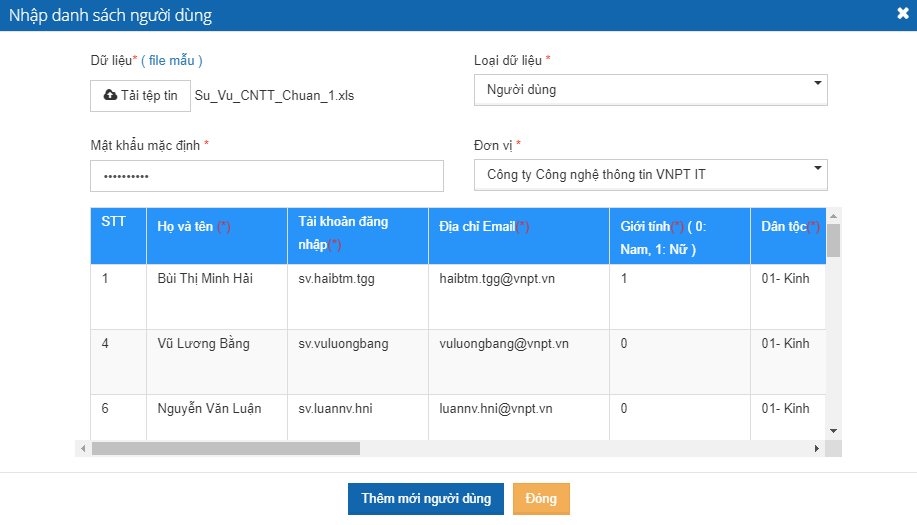 Nhập danh sách người dùng
Dữ liệu* ( file mẫu )
Loại dữ liệu *
Tải tệp tin Su_Vu_CNTT_Chuan_1.xls
Người dùng
Mật khẩu mặc định *
Đơn vị *
••••••••••
Công ty Công nghệ thông tin VNPT IT
STT
Họ và tên (*)
Tài khoản đăng
nhập(*)
Địa chỉ Email(*)
Giới tính(*) ( 0:
Nam, 1: Nữ )
Dân tộc(*)
1 Bùi Thị Minh Hải sv.haibtm.tgg haibtm.tgg@vnpt.vn 1 01- Kinh
4 Vũ Lương Bằng sv.vuluongbang vuluongbang@vnpt.vn 0 01- Kinh
6 Nguyễn Văn Luận sv.luannv.hni luannv.hni@vnpt.vn 0 01- Kinh
Thêm mới người dùng
Đóng